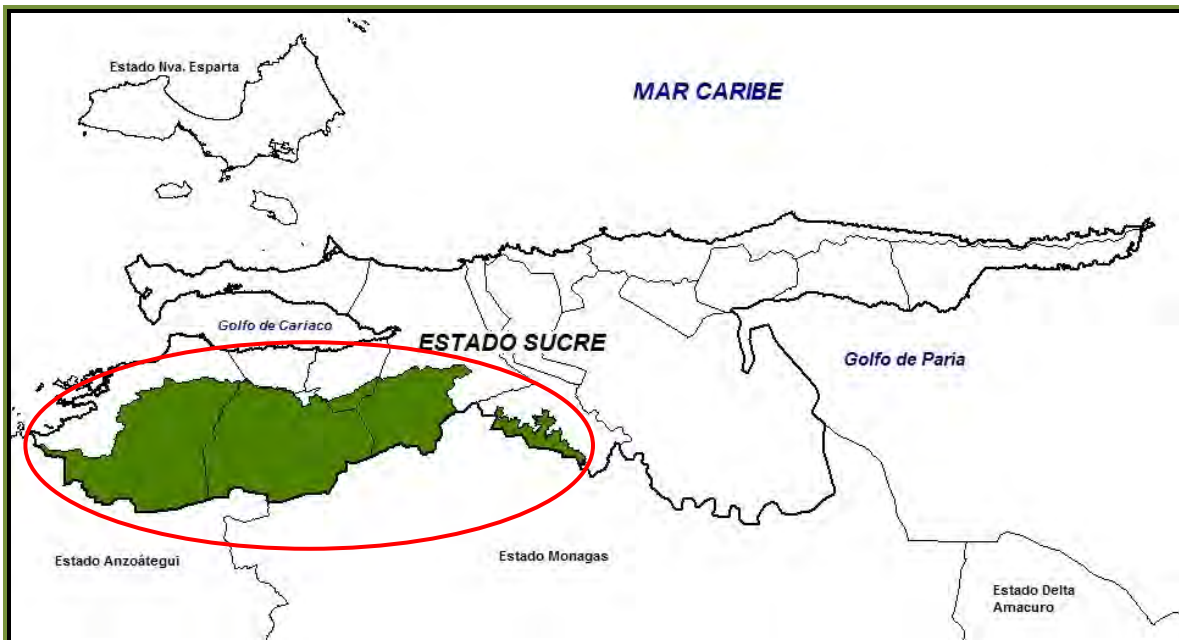 Estado Nva. Esparta
MAR CARIBE
Golfo de Cariaco
ESTADO SUCRE
Golfo de Paria
Estado Anzoátegui
Estado Monagas
Estado Delta
Amacuro